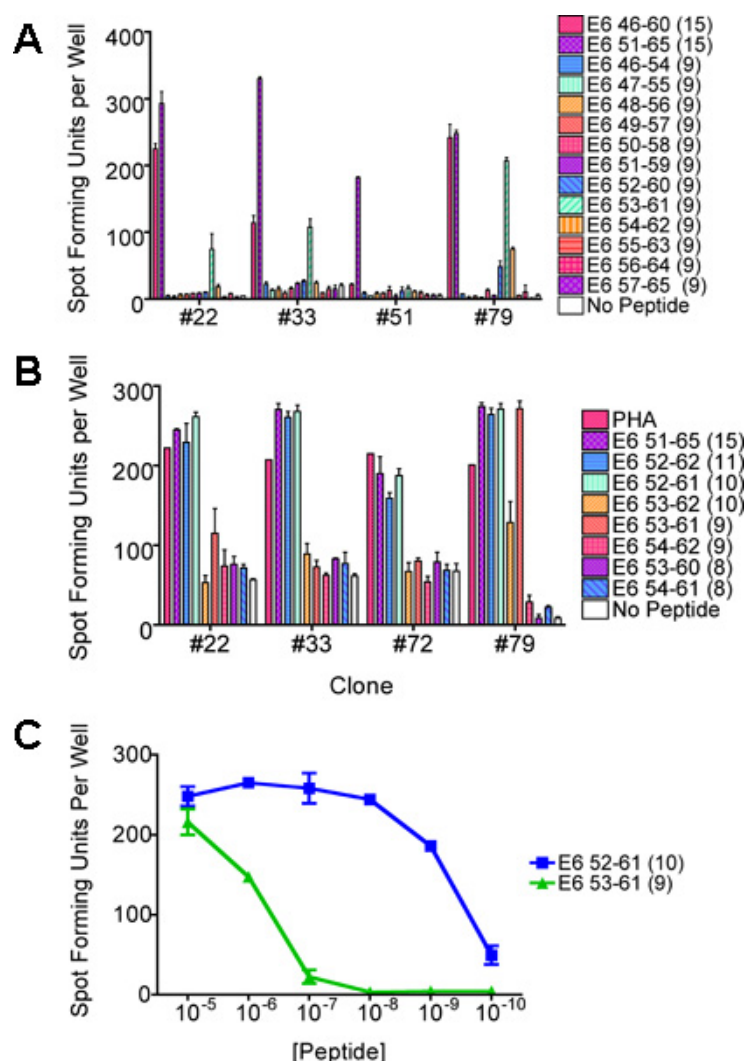 A
Spot Forming Units per Well
400
300
200
100
0
#22 #33 #51 #79
E6 46-60 (15)
E6 51-65 (15)
E6 46-54 (9)
E6 47-55 (9)
E6 48-56 (9)
E6 49-57 (9)
E6 50-58 (9)
E6 51-59 (9)
E6 52-60 (9)
E6 53-61 (9)
E6 54-62 (9)
E6 55-63 (9)
E6 56-64 (9)
E6 57-65 (9)
No Peptide
B
Spot Forming Units per Well
300
200
100
0
#22 #33 #72 #79
Clone
PHA
E6 51-65 (15)
E6 52-62 (11)
E6 52-61 (10)
E6 53-62 (10)
E6 53-61 (9)
E6 54-62 (9)
E6 53-60 (8)
E6 54-61 (8)
No Peptide
C
Spot Forming Units Per Well
300
200
100
0
10-5 10-6 10-7 10-8 10-9 10-10
[Peptide]
E6 52-61 (10)
E6 53-61 (9)